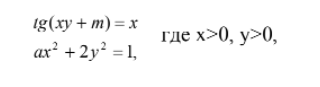 tg(xy + m) = x
ax² + 2y² = 1, где x>0, y>0,